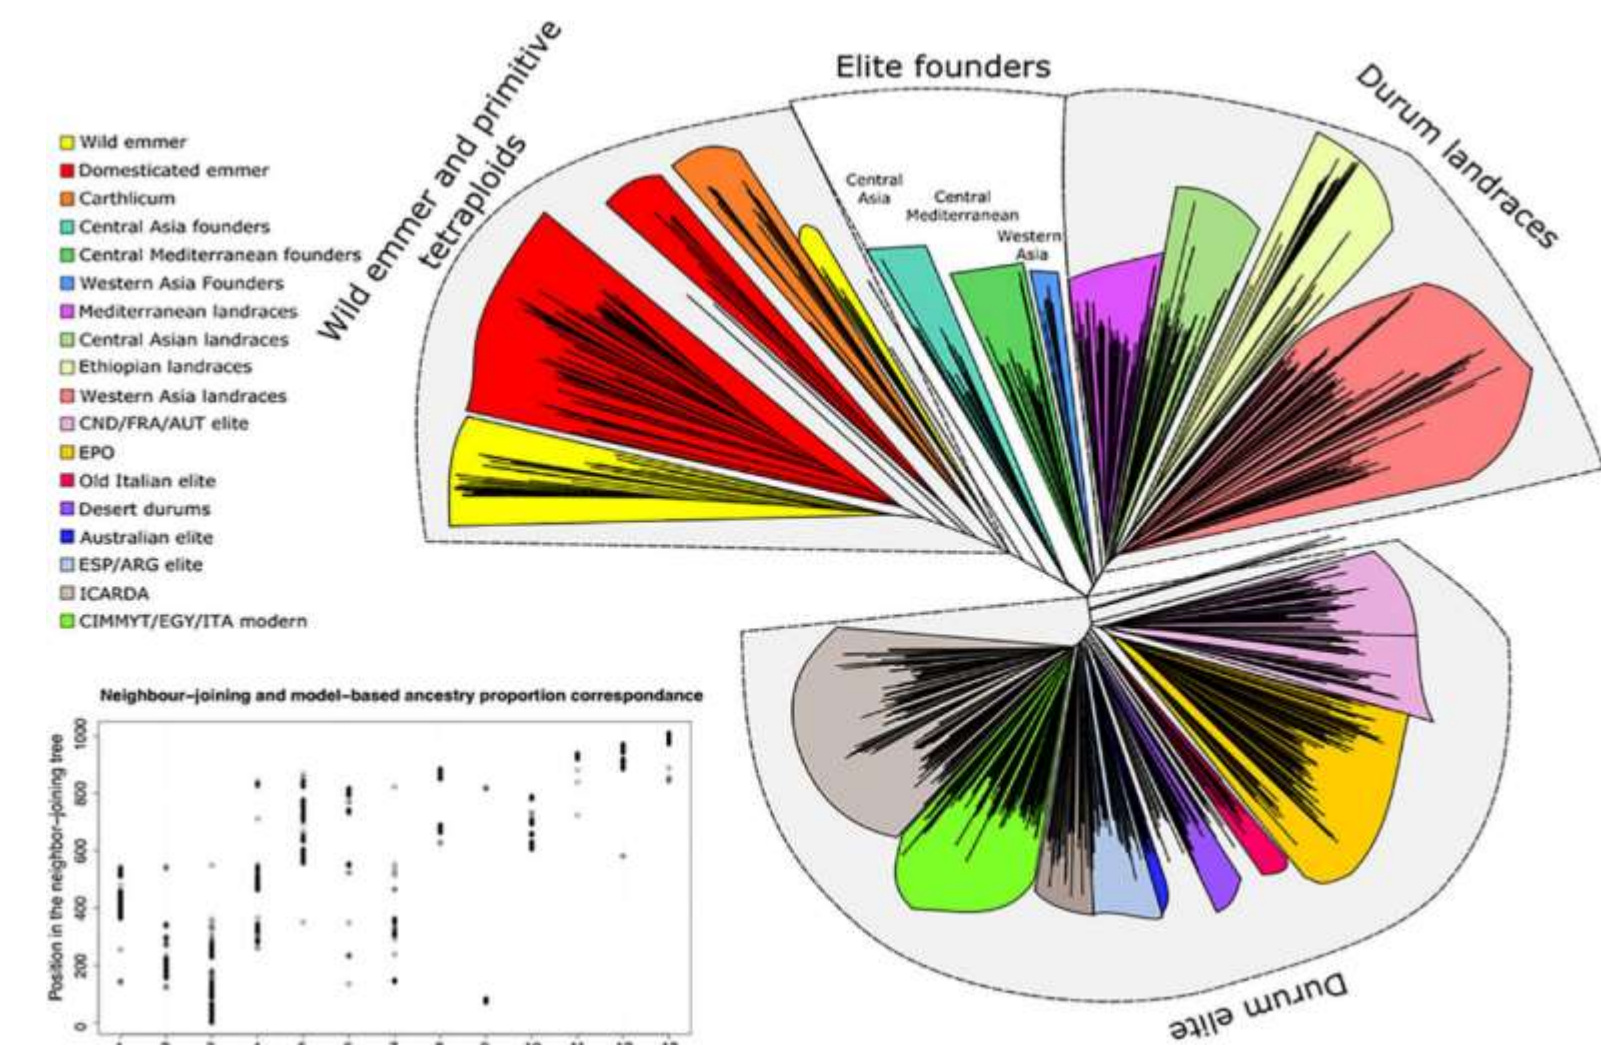 Wild emmer and primitive
tetraploids
Elite founders
Durum landraces
Central
Asia
Central
Mediterranean
Western
Asia
Wild emmer
Domesticated emmer
Carthlicum
Central Asia founders
Central Mediterranean founders
Western Asia Founders
Mediterranean landraces
Central Asian landraces
Ethiopian landraces
Western Asia landraces
CND/FRA/AUT elite
EPO
Old Italian elite
Desert durums
Australian elite
ESP/ARG elite
ICARDA
CIMMYT/EGY/ITA modern
Durum elite
Neighbour-joining and model-based ancestry proportion correspondance
Position in the neighbor-joining tree
1000
800
600
400
200
0